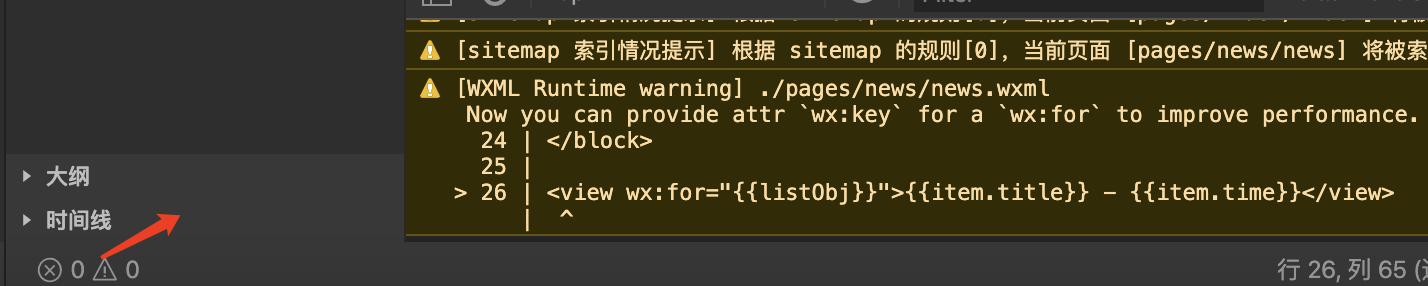 [sitemap 索引情况提示] 根据 sitemap 的规则[0]，当前页面 [pages/news/news] 将被索
[WXML Runtime warning] ./pages/news/news.wxml
Now you can provide attr `wx:key` for a `wx:for` to improve performance.
24 | </block>
25 |
> 26 | <view wx:for="{{listObj}}">{{item.title}} - {{item.time}}</view>
| ^
大纲
时间线
0 0
行 26, 列 65 (